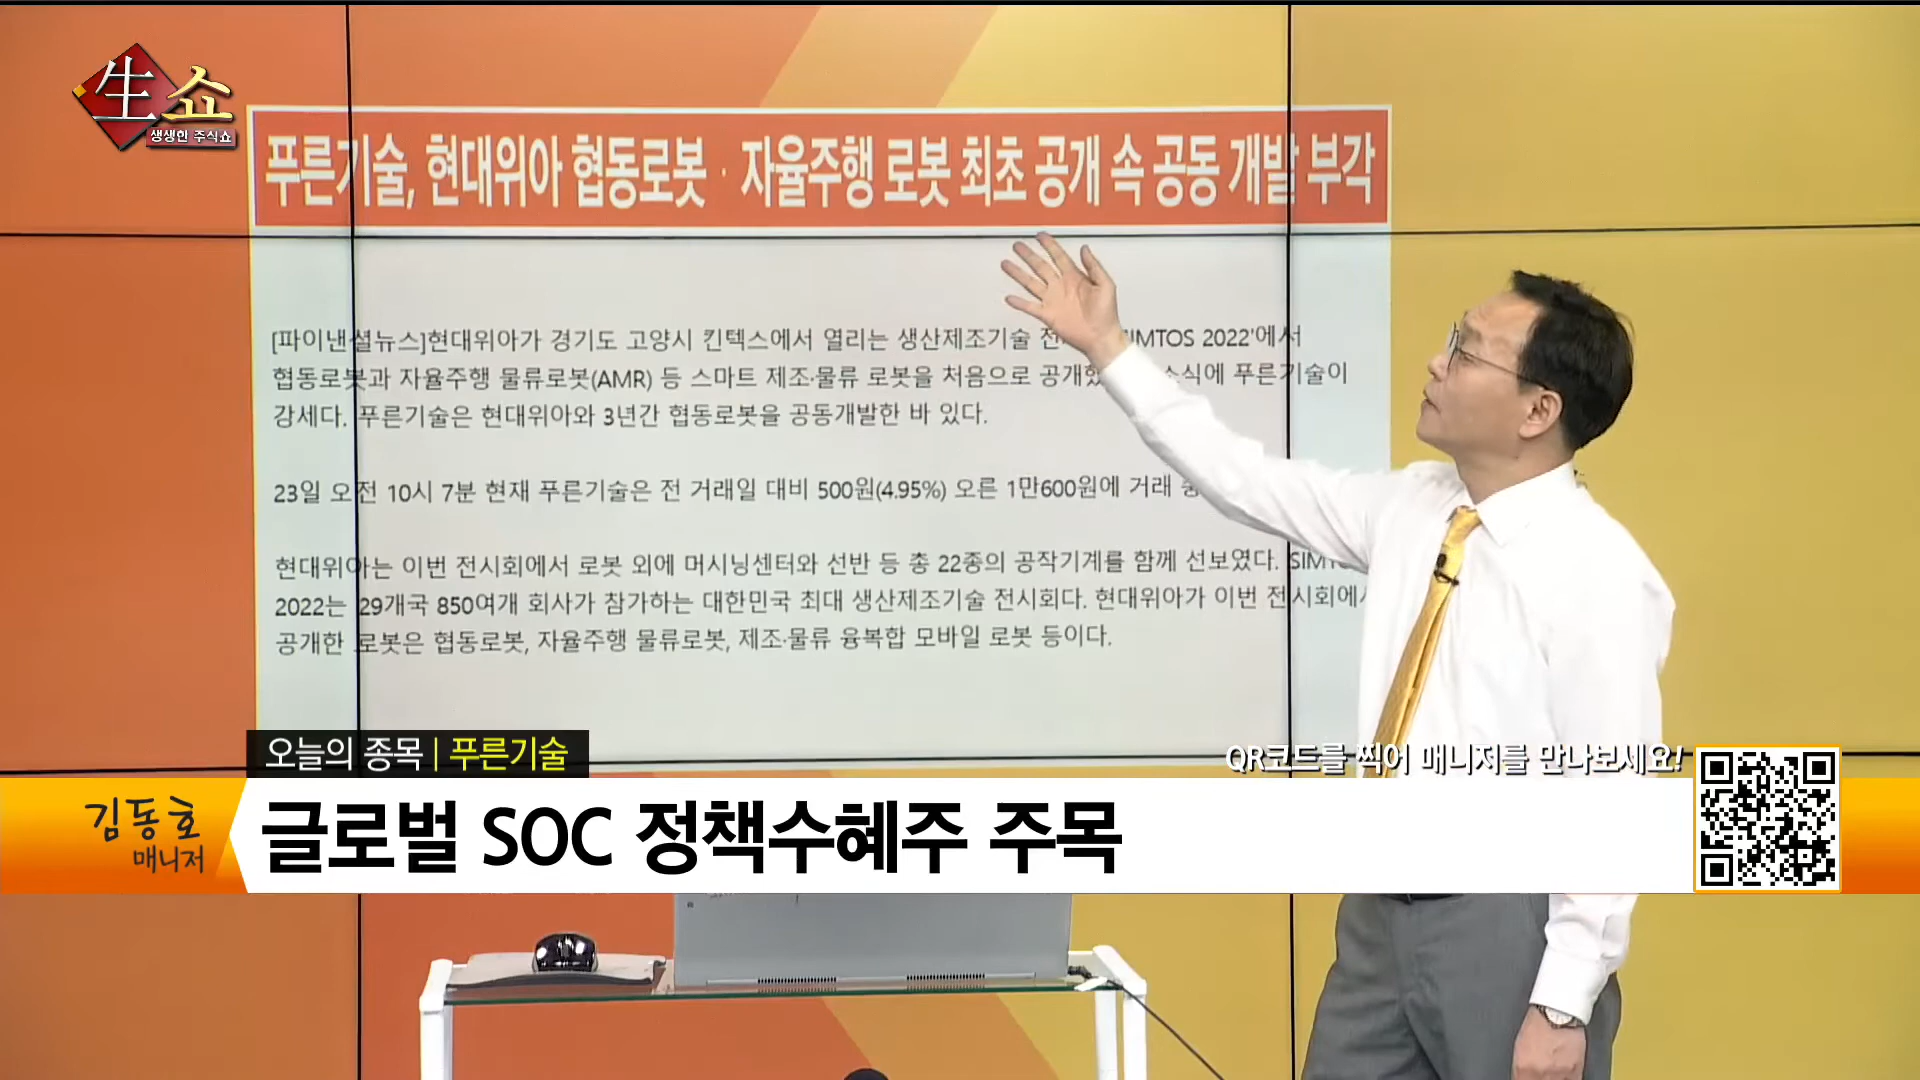 生쇼
생생한 주식쇼
푸른기술, 현대위아 협동로봇·자율주행 로봇 최초 공개 속 공동 개발 부각
[파이낸셜뉴스]현대위아가 경기도 고양시 킨텍스에서 열리는 생산제조기술 전 SIMTOS 2022'에서
협동로봇과 자율주행 물류로봇(AMR) 등 스마트 제조·물류 로봇을 처음으로 공개했 소식에 푸른기술이
강세다. 푸른기술은 현대위아와 3년간 협동로봇을 공동개발한 바 있다.
23일 오전 10시 7분 현재 푸른기술은 전 거래일 대비 500원(4.95%) 오른 1만600원에 거래 중
현대위아는 이번 전시회에서 로봇 외에 머시닝센터와 선반 등 총 22종의 공작기계를 함께 선보였다. SIMTO
2022는 29개국 850여개 회사가 참가하는 대한민국 최대 생산제조기술 전시회다. 현대위아가 이번 전시회에서
공개한 로봇은 협동로봇, 자율주행 물류로봇, 제조·물류 융복합 모바일 로봇 등이다.
오늘의 종목 | 푸른기술
QR코드를 찍어 매니저를 만나보세요!
김동호
매니저
글로벌 SOC 정책수혜주 주목